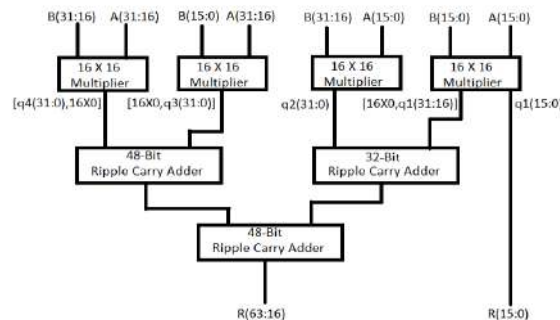 B(31:16) A(31:16) B(15:0) A(31:16) B(31:16) A(15:0) B(15:0) A(15:0)
16 X 16 16 X 16 16 X 16 16 X 16
Multiplier Multiplier Multiplier Multiplier
[q4(31:0),16X0] [16X0,q3(31:0)] q2(31:0) [16X0,q1(31:16)] q1(15:0)
48-Bit 32-Bit
Ripple Carry Adder Ripple Carry Adder
48-Bit
Ripple Carry Adder
R(63:16) R(15:0)